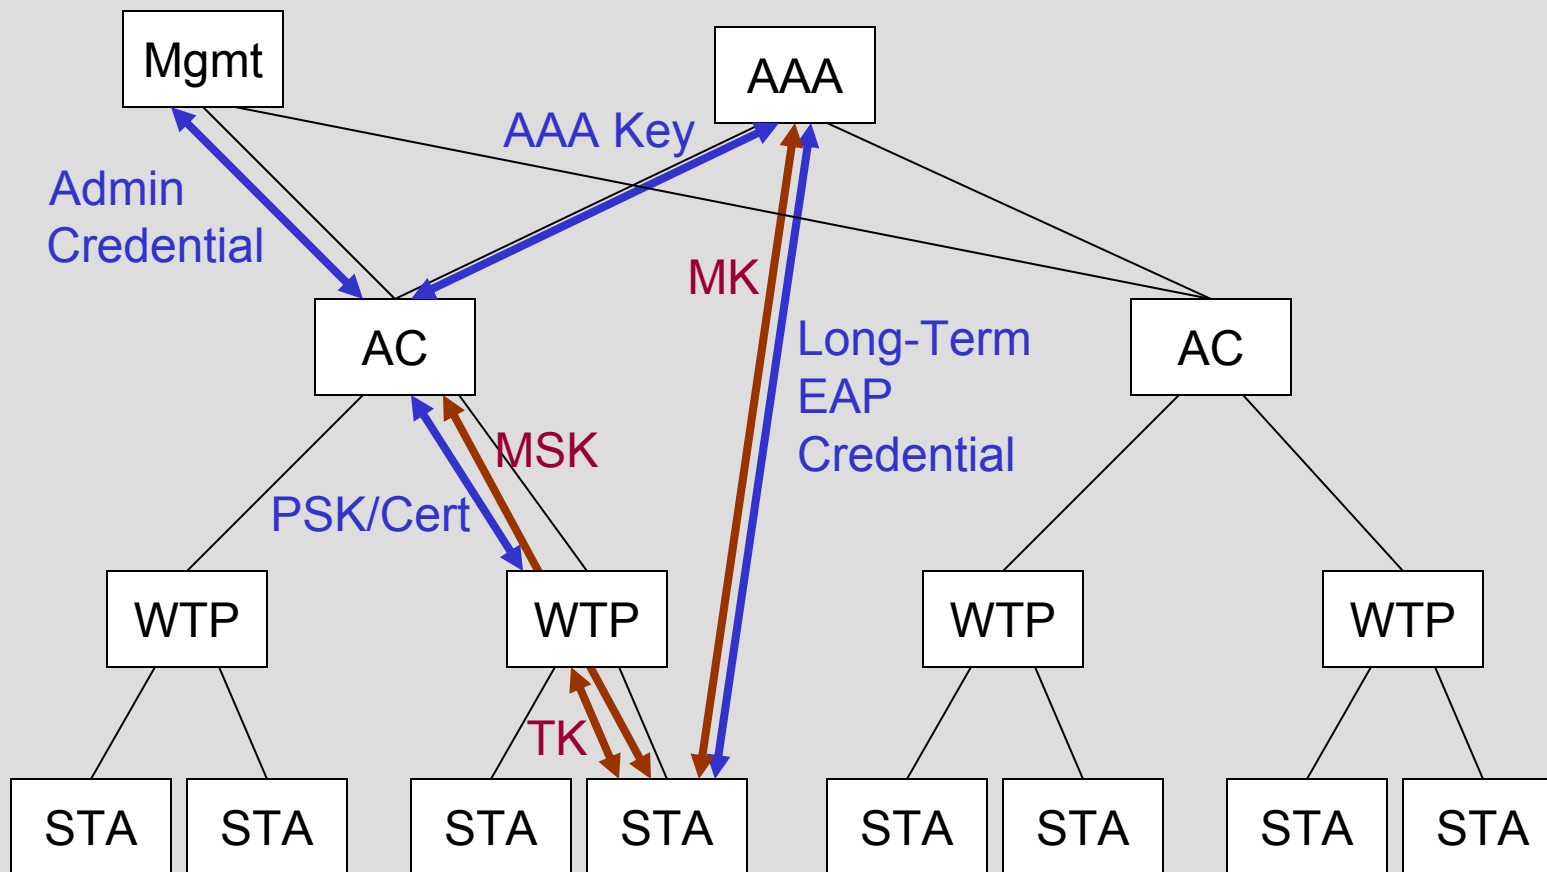 Mgmt
AAA
AAA Key
Admin
Credential
MK
AC
Long-Term
EAP
Credential
AC
MSK
PSK/Cert
WTP
WTP
WTP
WTP
TK
STA
STA
STA
STA
STA
STA
STA
STA